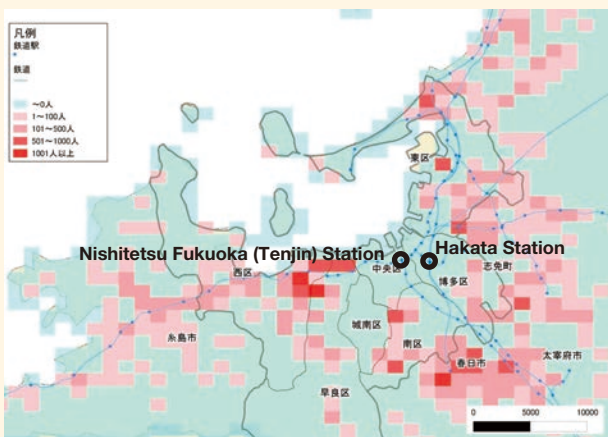 凡例
鉄道駅
鉄道
～0人
1～100人
101～500人
501～1000人
1001人以上
東区
Nishitetsu Fukuoka (Tenjin) Station
Hakata Station
西区
中央区
博多区
志免町
糸島市
城南区
南区
春日市
太宰府市
早良区
0 5000 10000